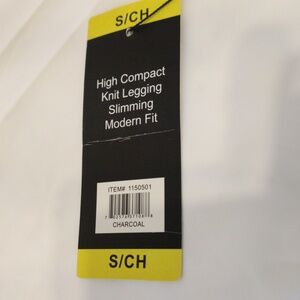 S/CH
High Compact
Knit Legging
Slimming
Modern Fit
ITEM# 1150501
CHARCOAL
S/CH